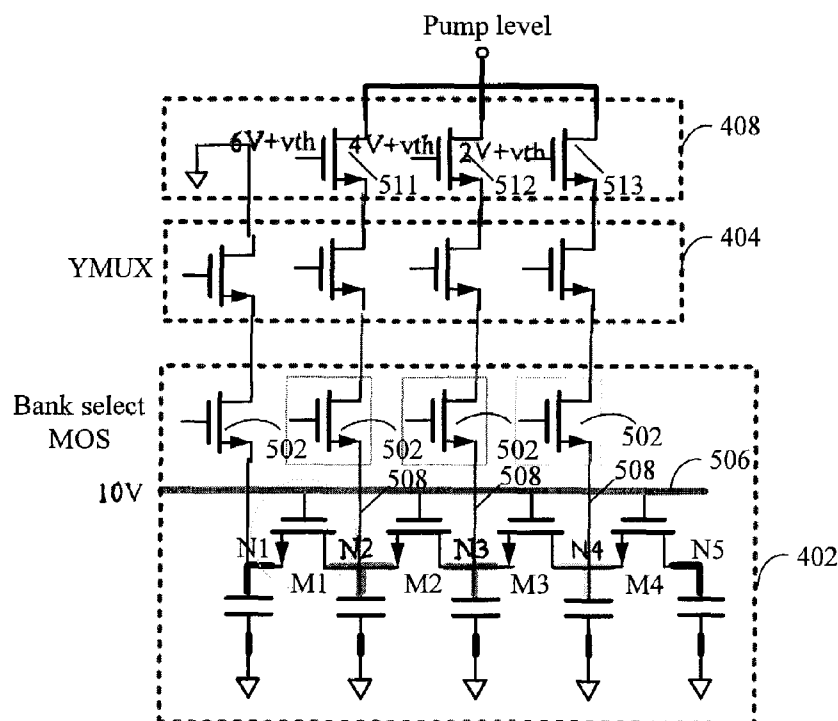 Pump level
408
6V+vth 4V+vth 2V+vth
511 512 513
YMUX
404
Bank select
MOS
502 502 502 502
10V
508 508 508 506
N1 N2 N3 N4 N5
M1 M2 M3 M4
402